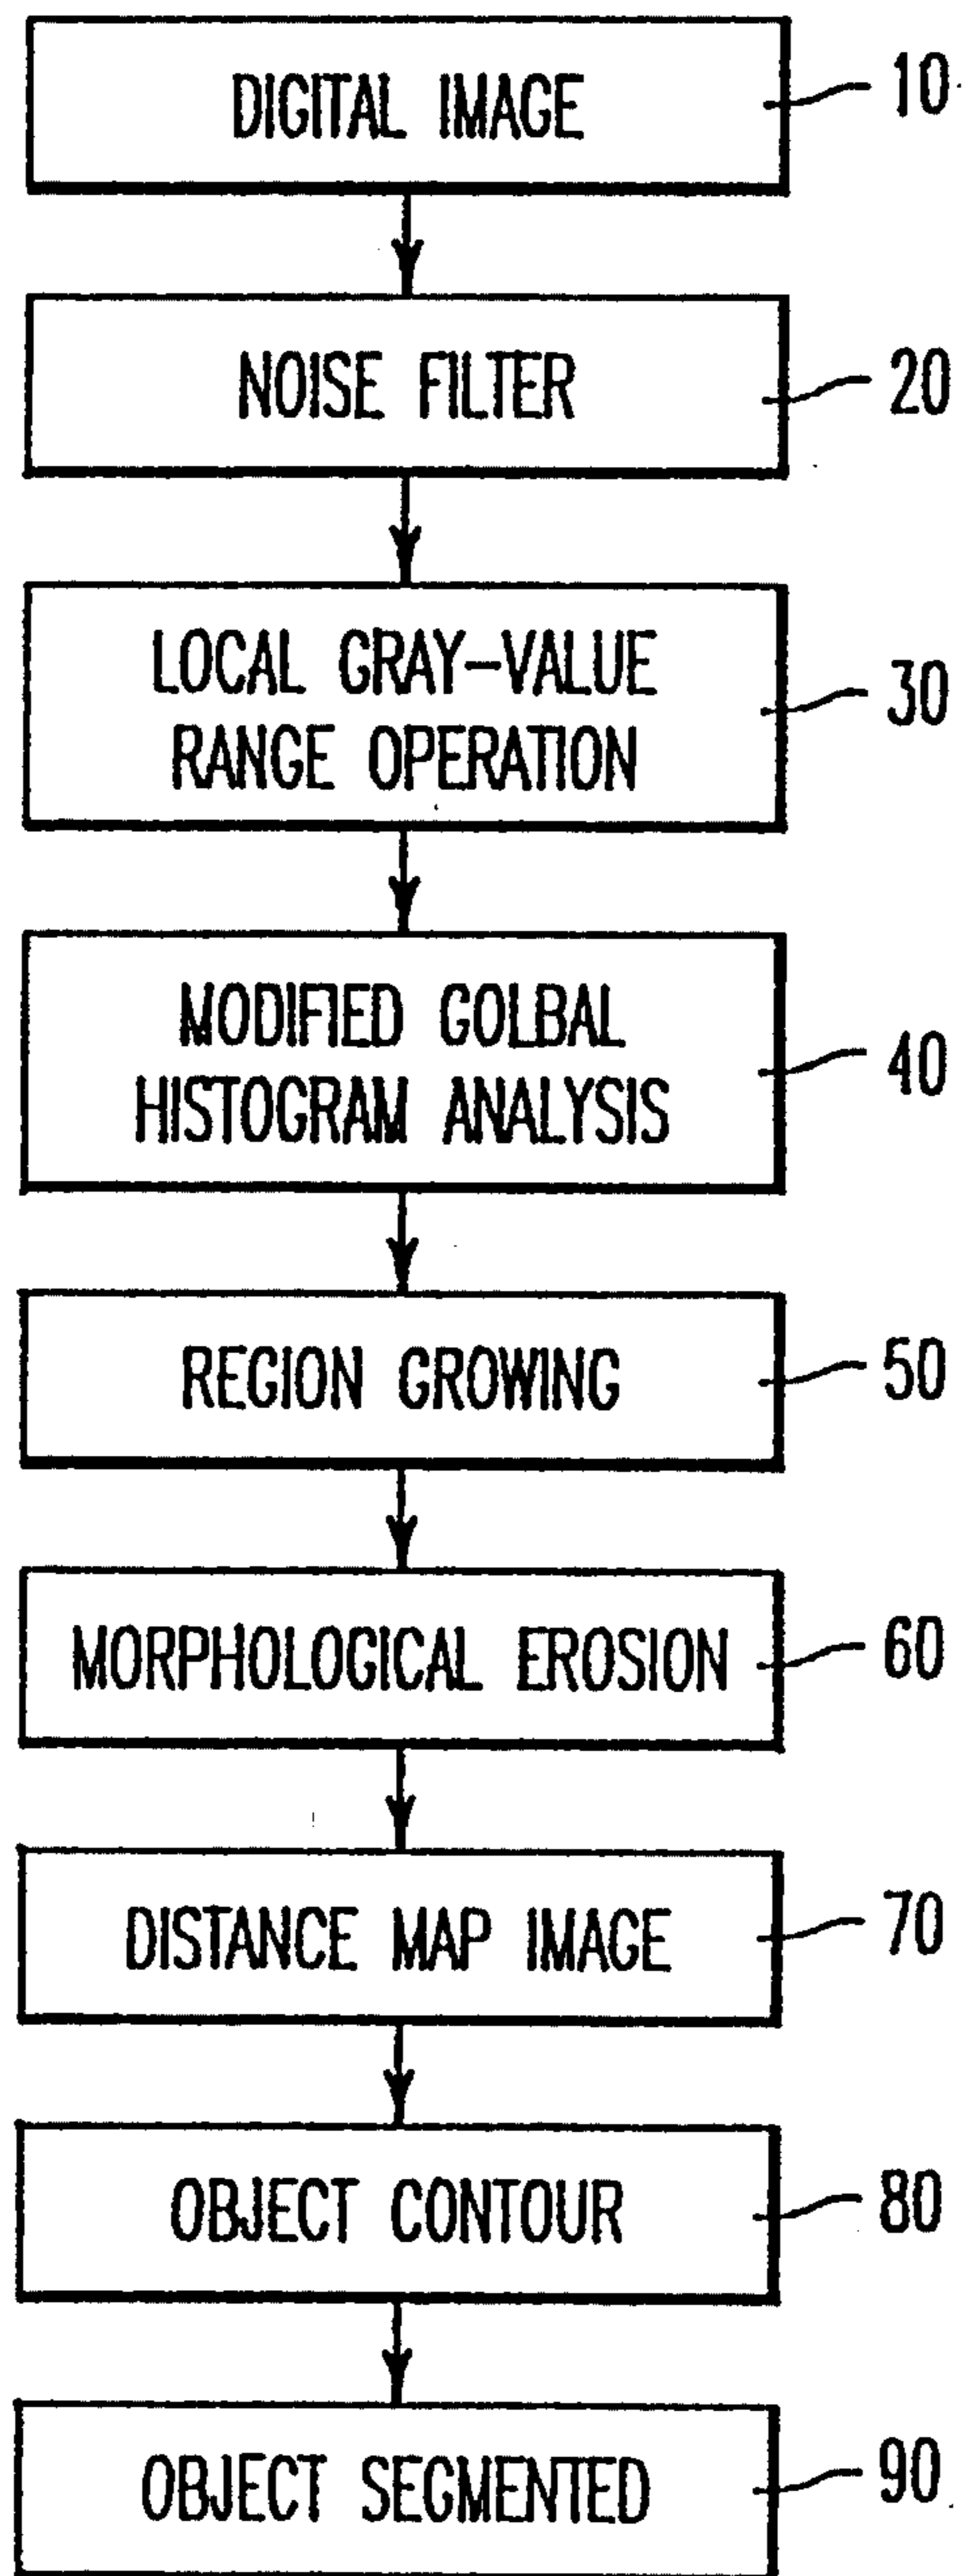 DIGITAL IMAGE
10
NOISE FILTER
20
LOCAL GRAY-VALUE
RANGE OPERATION
30
MODIFIED GOLBAL
HISTOGRAM ANALYSIS
40
REGION GROWING
50
MORPHOLOGICAL EROSION
60
DISTANCE MAP IMAGE
70
OBJECT CONTOUR
80
OBJECT SEGMENTED
90